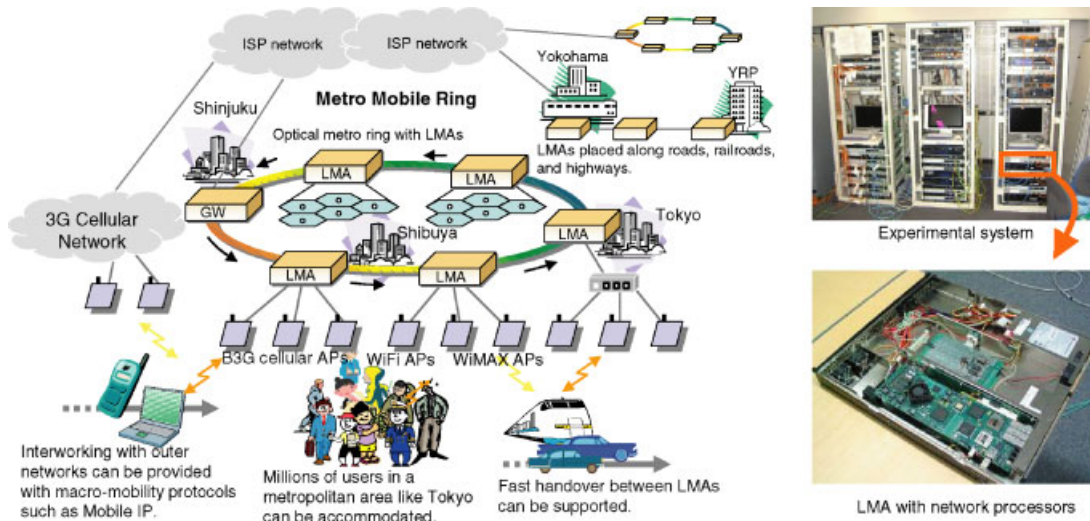 ISP network
ISP network
Yokohama
YRP
Shinjuku
Metro Mobile Ring
Optical metro ring with LMAs
LMAs placed along roads, railroads,
and highways.
LMA
LMA
GW
3G Cellular
Network
Shibuya
Tokyo
LMA
LMA
LMA
B3G cellular APs
WiFi APs
WiMAX APs
Interworking with outer
networks can be provided
with macro-mobility protocols
such as Mobile IP.
Millions of users in a
metropolitan area like Tokyo
can be accommodated.
Fast handover between LMAs
can be supported.
Experimental system
LMA with network processors